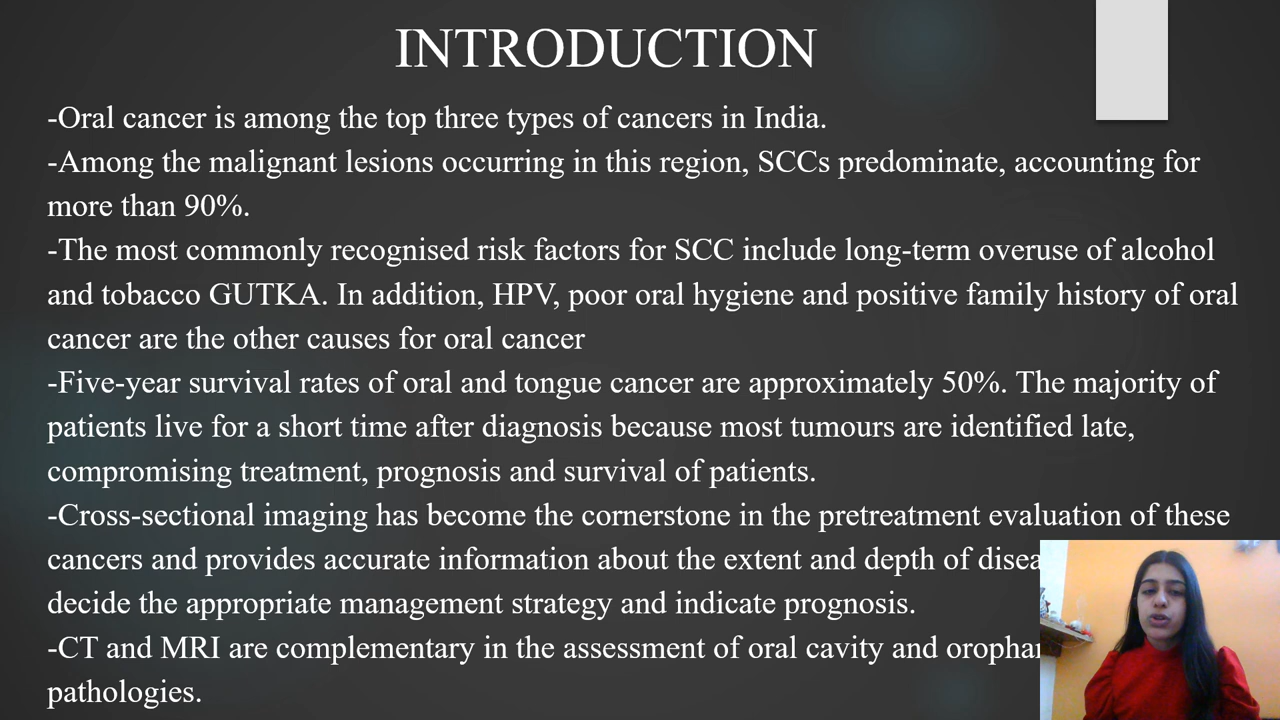 INTRODUCTION
-Oral cancer is among the top three types of cancers in India.
-Among the malignant lesions occurring in this region, SCCs predominate, accounting for
more than 90%.
-The most commonly recognised risk factors for SCC include long-term overuse of alcohol
and tobacco GUTKA. In addition, HPV, poor oral hygiene and positive family history of oral
cancer are the other causes for oral cancer
-Five-year survival rates of oral and tongue cancer are approximately 50%. The majority of
patients live for a short time after diagnosis because most tumours are identified late,
compromising treatment, prognosis and survival of patients.
-Cross-sectional imaging has become the cornerstone in the pretreatment evaluation of these
cancers and provides accurate information about the extent and depth of
decide the appropriate management strategy and indicate prognosis.
-CT and MRI are complementary in the assessment of oral cavity and
pathologies.